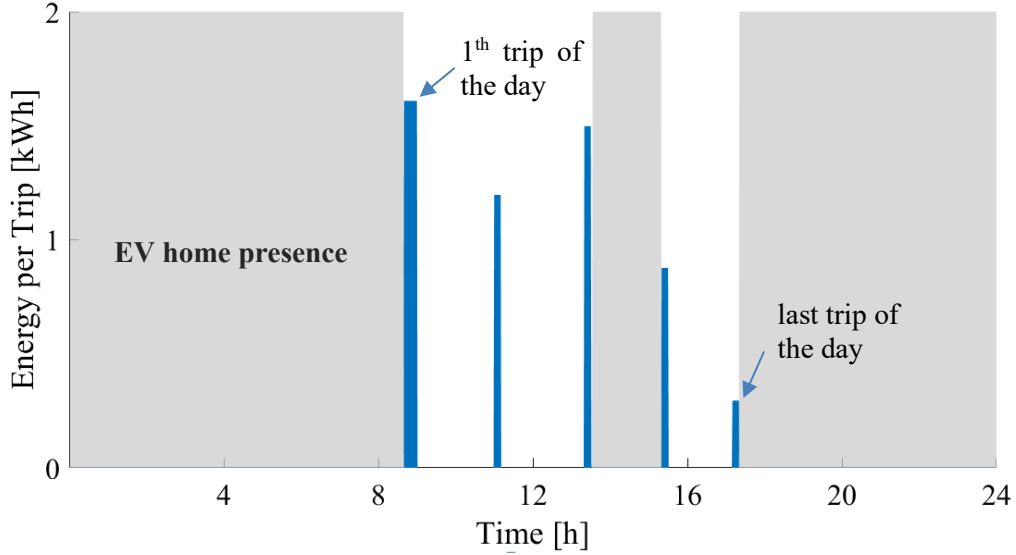 2
1th trip of
the day
Energy per Trip [kWh]
1
EV home presence
last trip of
the day
0
4 8 12 16 20 24
Time [h]